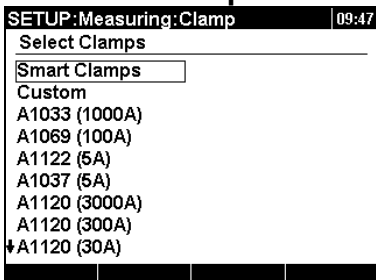 SETUP:Measuring:Clamp 09:47
Select Clamps
Smart Clamps
Custom
A1033 (1000A)
A1069 (100A)
A1122 (5A)
A1037 (5A)
A1120 (3000A)
A1120 (300A)
A1120 (30A)